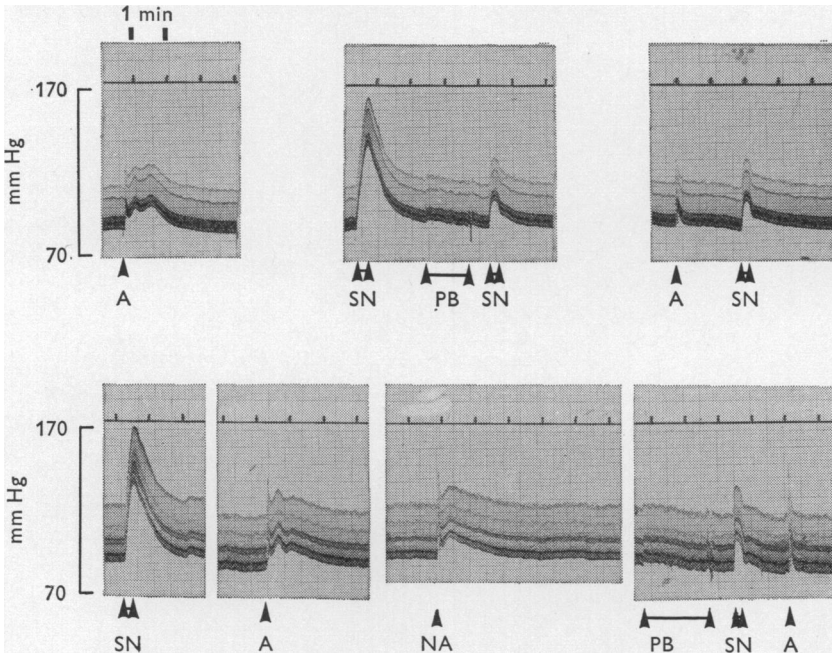 1 min
170
mm Hg
70
A
SN PB SN
A SN
170
mm Hg
70
SN
A
NA
PB SN A